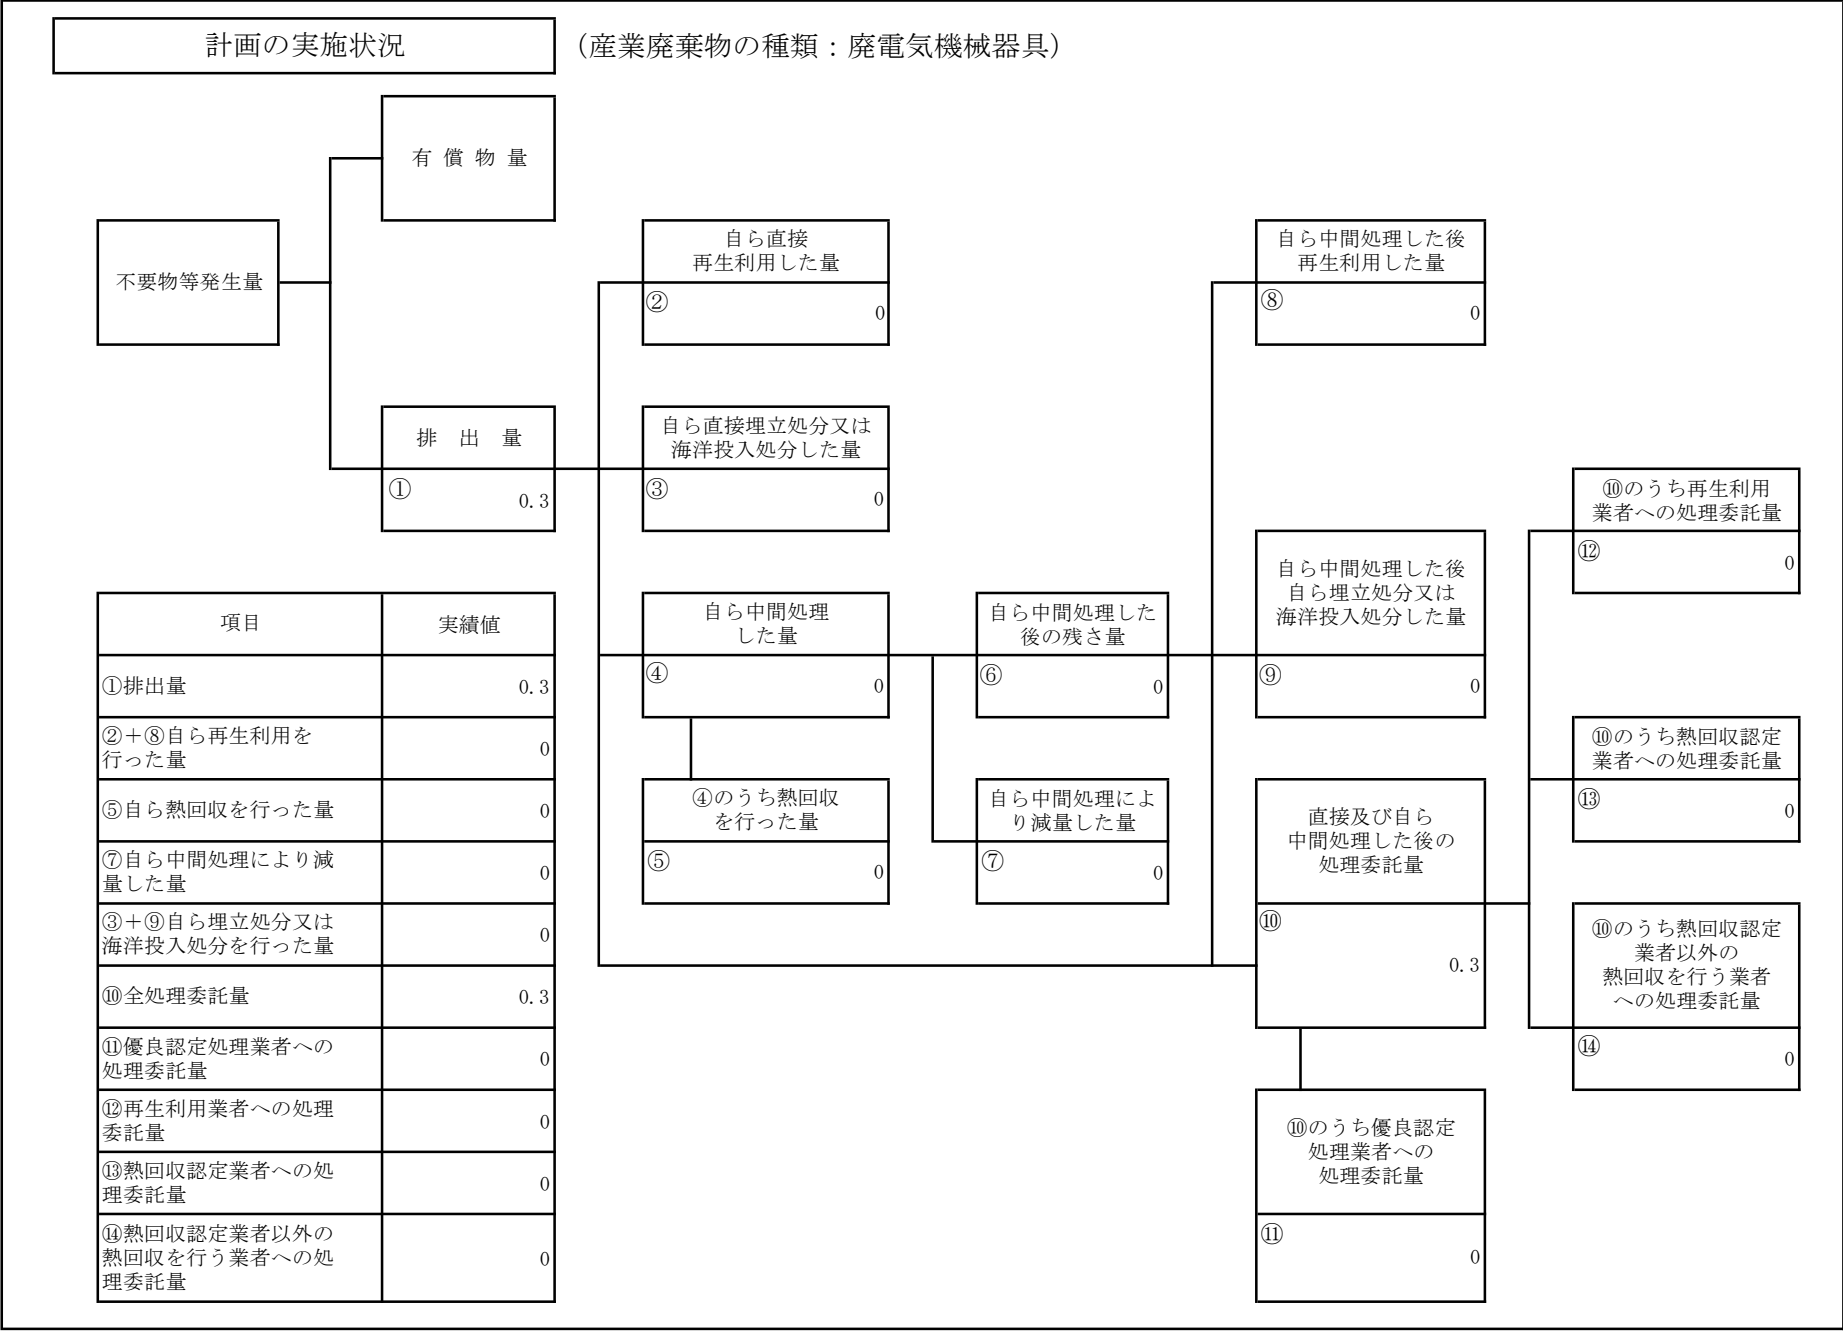 計画の実施状況
（産業廃棄物の種類：廃電気機械器具）
有 償 物 量
不要物等発生量
排 出 量
①
0.3
自ら直接
再生利用した量
②
0
自ら直接埋立処分又は
海洋投入処分した量
③
0
自ら中間処理
した量
④
0
④のうち熱回収
を行った量
⑤
0
自ら中間処理した
後の残さ量
⑥
0
自ら中間処理によ
り減量した量
⑦
0
自ら中間処理した後
再生利用した量
⑧
0
自ら中間処理した後
自ら埋立処分又は
海洋投入処分した量
⑨
0
直接及び自ら
中間処理した後の
処理委託量
⑩
0.3
⑩のうち優良認定
処理業者への
処理委託量
⑪
0
⑩のうち再生利用
業者への処理委託量
⑫
0
⑩のうち熱回収認定
業者への処理委託量
⑬
0
⑩のうち熱回収認定
業者以外の
熱回収を行う業者
への処理委託量
⑭
0
項目
実績値
①排出量
0.3
②＋⑧自ら再生利用を
行った量
0
⑤自ら熱回収を行った量
0
⑦自ら中間処理により減
量した量
0
③＋⑨自ら埋立処分又は
海洋投入処分を行った量
0
⑩全処理委託量
0.3
⑪優良認定処理業者への
処理委託量
0
⑫再生利用業者への処理
委託量
0
⑬熱回収認定業者への処
理委託量
0
⑭熱回収認定業者以外の
熱回収を行う業者への処
理委託量
0